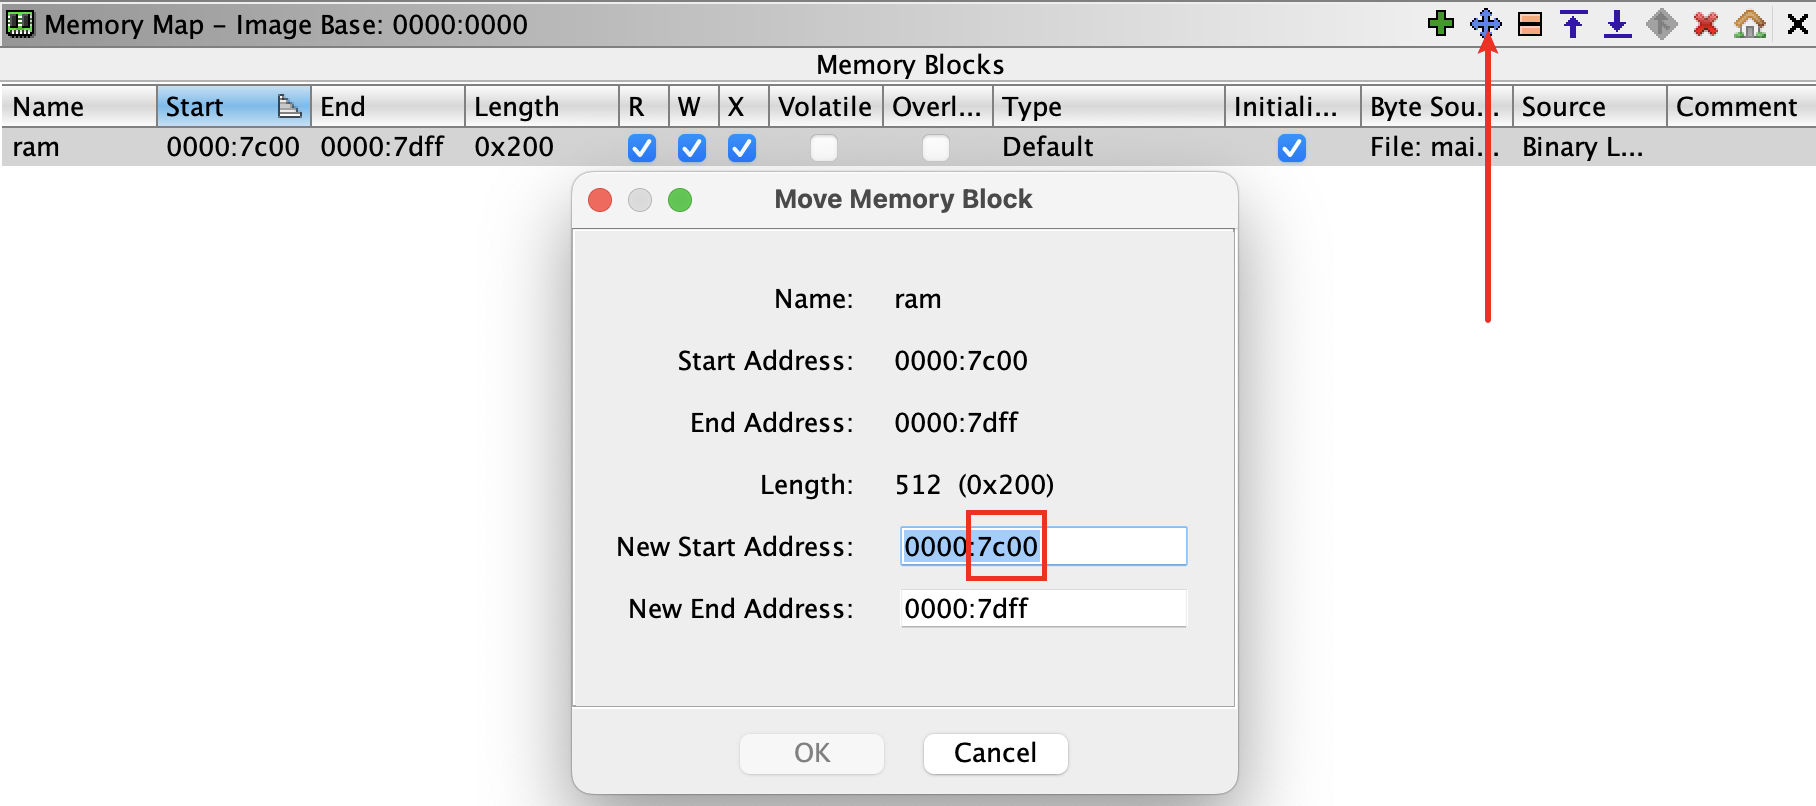 Memory Map – Image Base: 0000:0000
Memory Blocks
Name Start End Length R W X Volatile Overl... Type Initiali... Byte Sou... Source Comment
ram 0000:7c00 0000:7dff 0x200 Default File: mai... Binary L...
Move Memory Block
Name: ram
Start Address: 0000:7c00
End Address: 0000:7dff
Length: 512 (0x200)
New Start Address: 0000:7c00
New End Address: 0000:7dff
OK Cancel